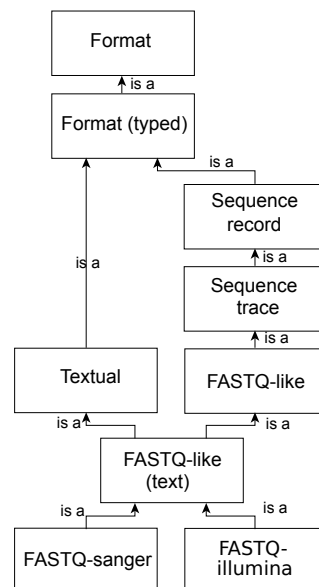 Format
is a
Format (typed)
is a
Sequence
record
is a
is a
Sequence
trace
is a
Textual
FASTQ-like
is a
is a
FASTQ-like
(text)
is a
is a
FASTQ-sanger
FASTQ-
illumina